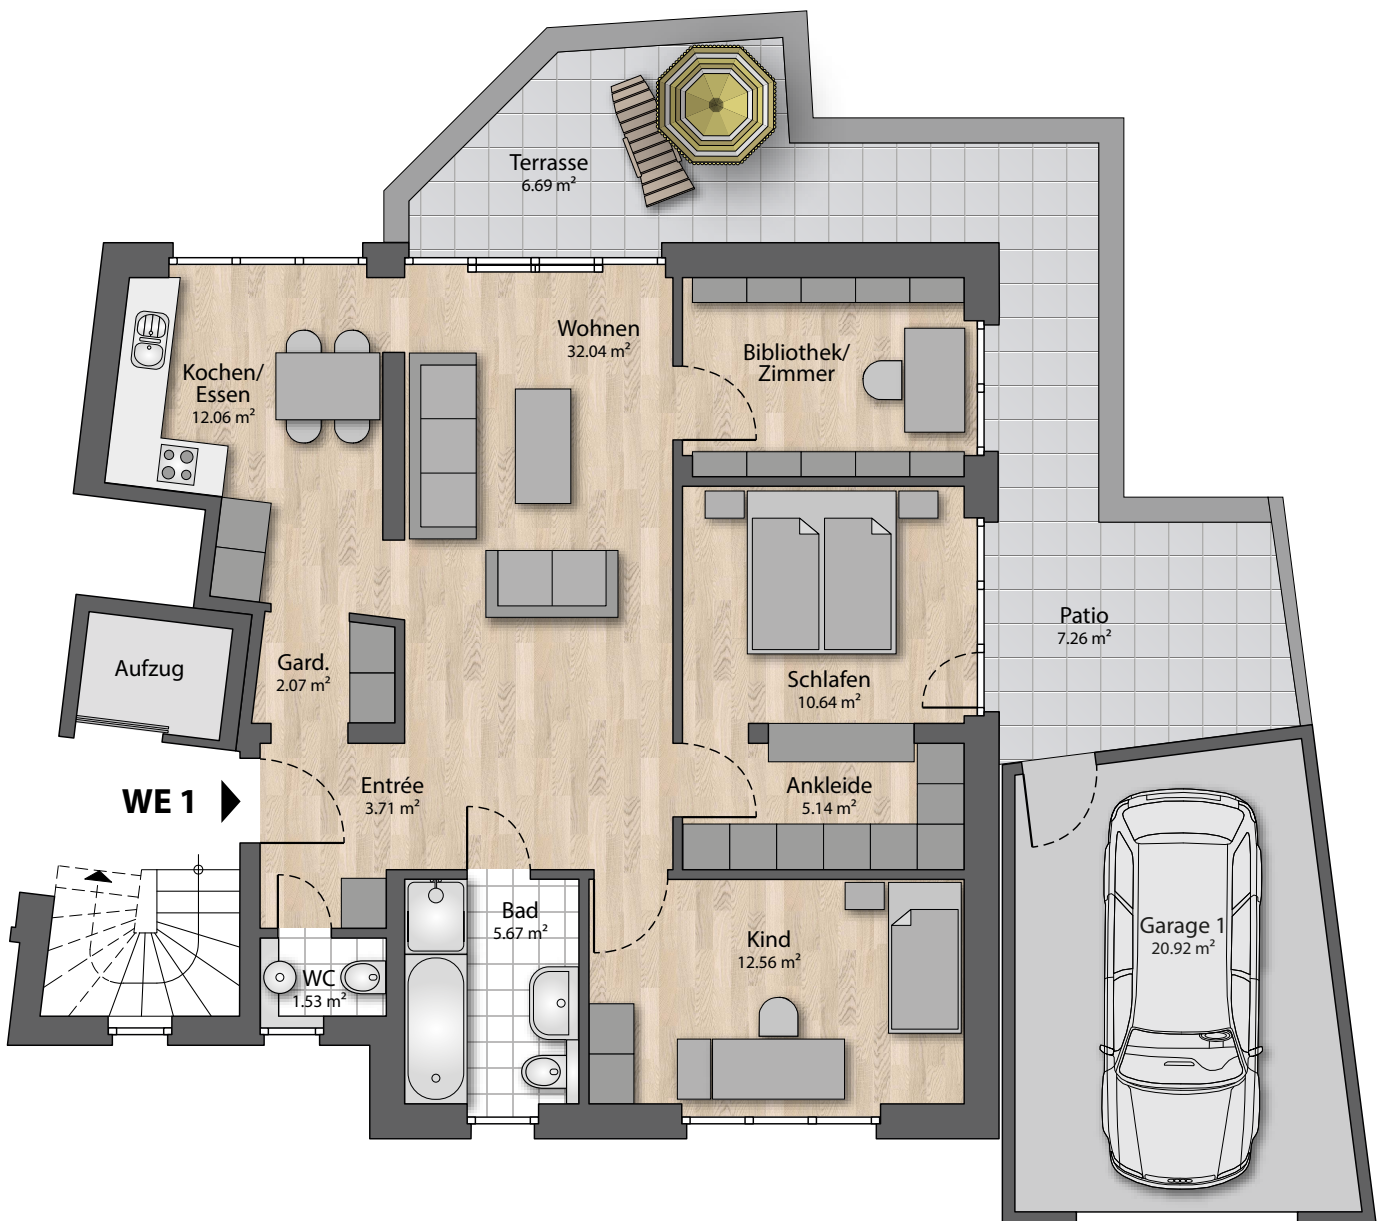 Terrasse
6.69 m²
Wohnen
32.04 m²
Bibliothek/
Zimmer
Kochen/
Essen
12.06 m²
Patio
7.26 m²
Aufzug
Gard.
2.07 m²
Schlafen
10.64 m²
WE 1
Entrée
3.71 m²
Ankleide
5.14 m²
Bad
5.67 m²
Kind
12.56 m²
Garage 1
20.92 m²
WC
1.53 m²